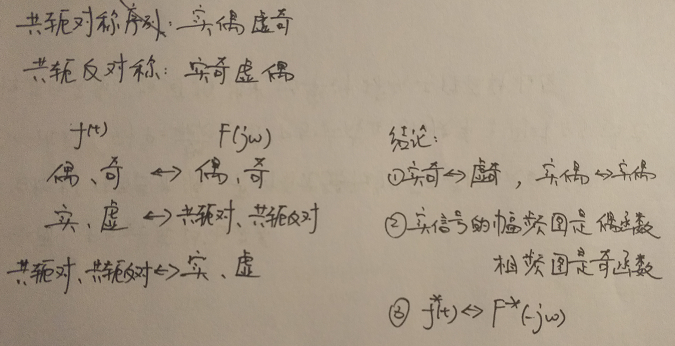 共轭对称序列: 实偶虚奇
共轭反对称: 实奇虚偶
f(t) F(jω)
偶、奇 ↔ 偶、奇
实、虚 ↔ 共轭对、共轭反对
共轭对、共轭反对 ↔ 实、虚
结论:
①实奇↔虚奇, 实偶↔实偶
②实信号的幅频图是偶函数
相频图是奇函数
③ f*(t) ↔ F*(-jω)